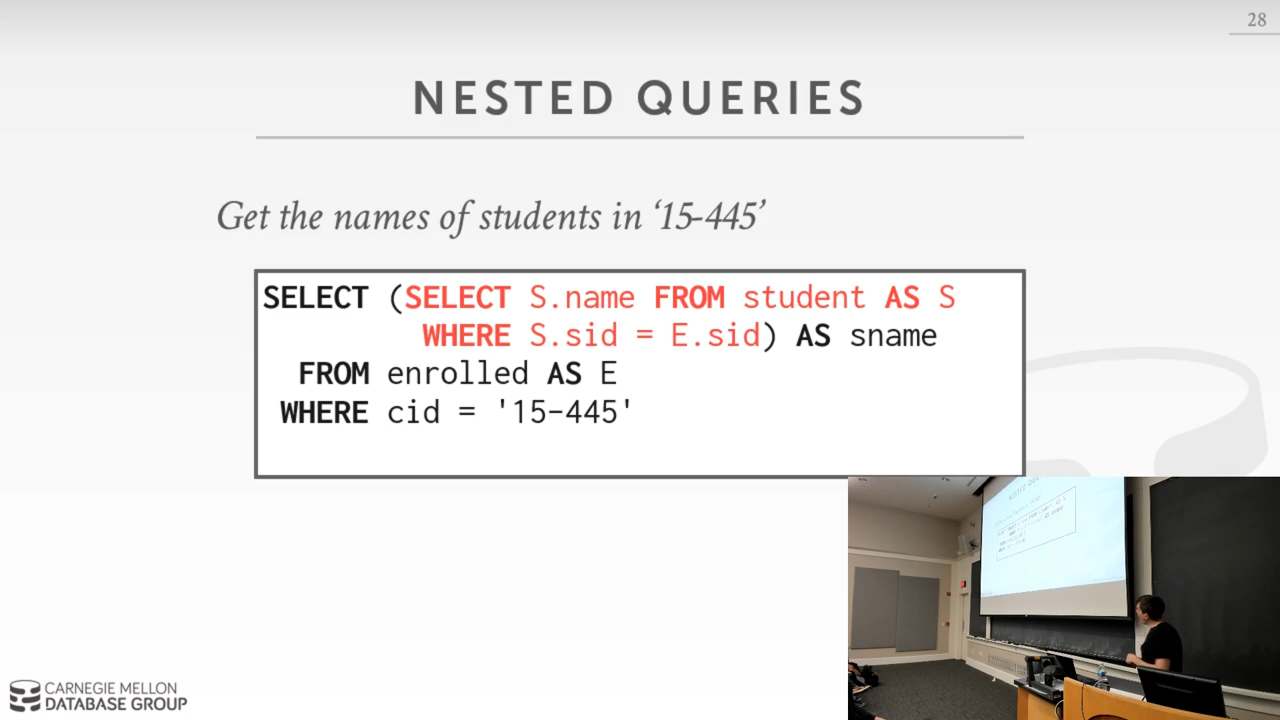 28
NESTED QUERIES
Get the names of students in ‘15-445’
SELECT (SELECT S.name FROM student AS S
WHERE S.sid = E.sid) AS sname
FROM enrolled AS E
WHERE cid = '15-445'
CARNEGIE MELLON
DATABASE GROUP